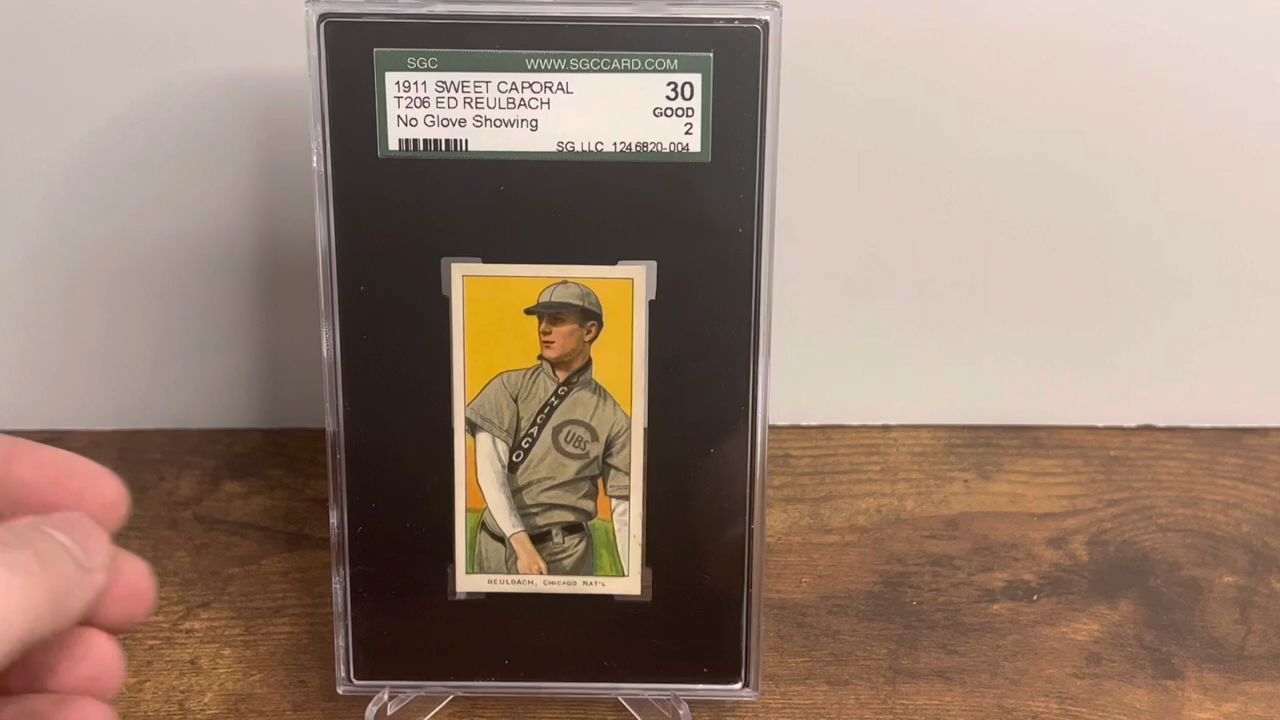 SGC WWW.SGCCARD.COM
1911 SWEET CAPORAL 30
T206 ED REULBACH GOOD
No Glove Showing 2
SG, LLC 1246820-004
CHICAGO
CUBS
REULBACH, CHICAGO NAT'L